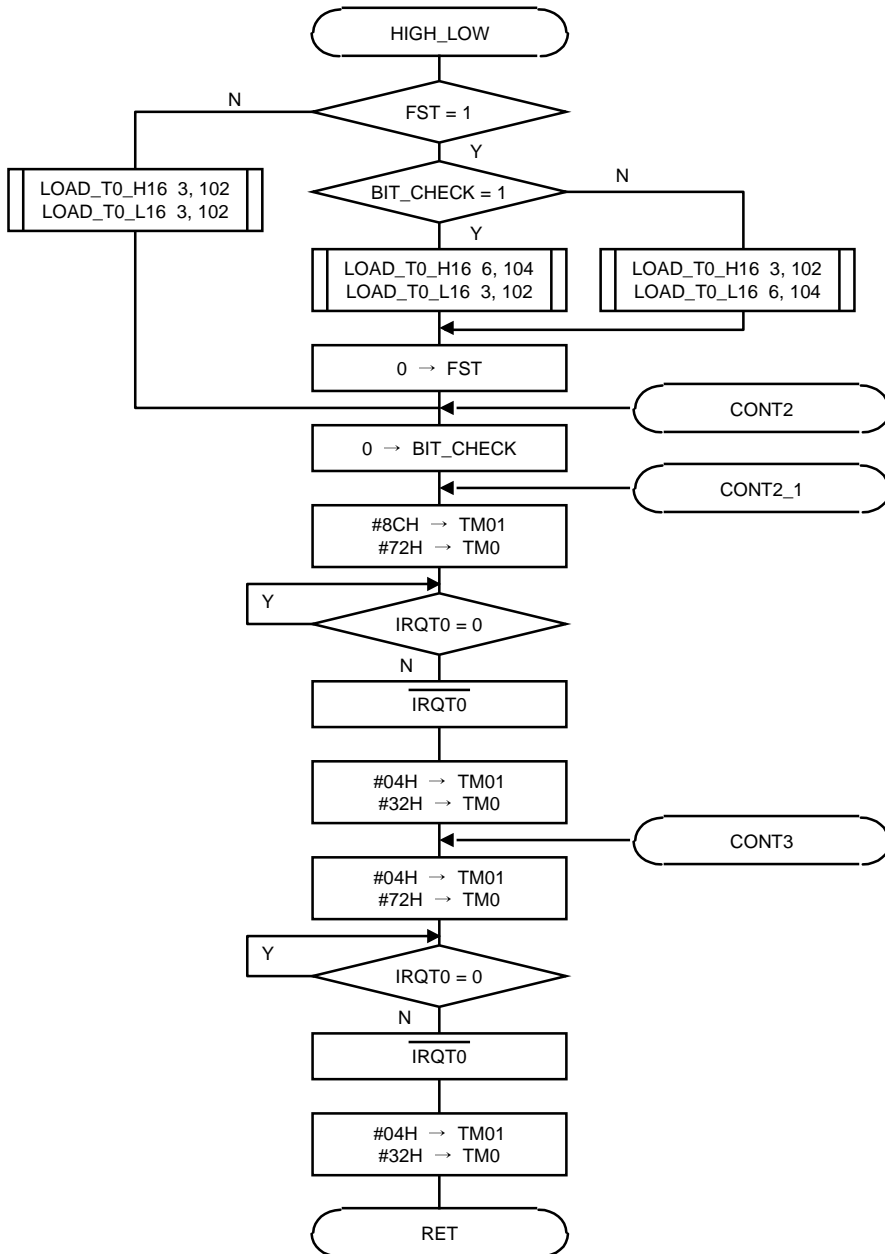 HIGH_LOW
N
FST = 1
Y
LOAD_T0_H16 3, 102
LOAD_T0_L16 3, 102
BIT_CHECK = 1
N
Y
LOAD_T0_H16 6, 104
LOAD_T0_L16 3, 102
LOAD_T0_H16 3, 102
LOAD_T0_L16 6, 104
0 → FST
CONT2
0 → BIT_CHECK
CONT2_1
#8CH → TM01
#72H → TM0
Y
IRQT0 = 0
N
I̅R̅Q̅T̅0̅
#04H → TM01
#32H → TM0
CONT3
#04H → TM01
#72H → TM0
Y
IRQT0 = 0
N
I̅R̅Q̅T̅0̅
#04H → TM01
#32H → TM0
RET